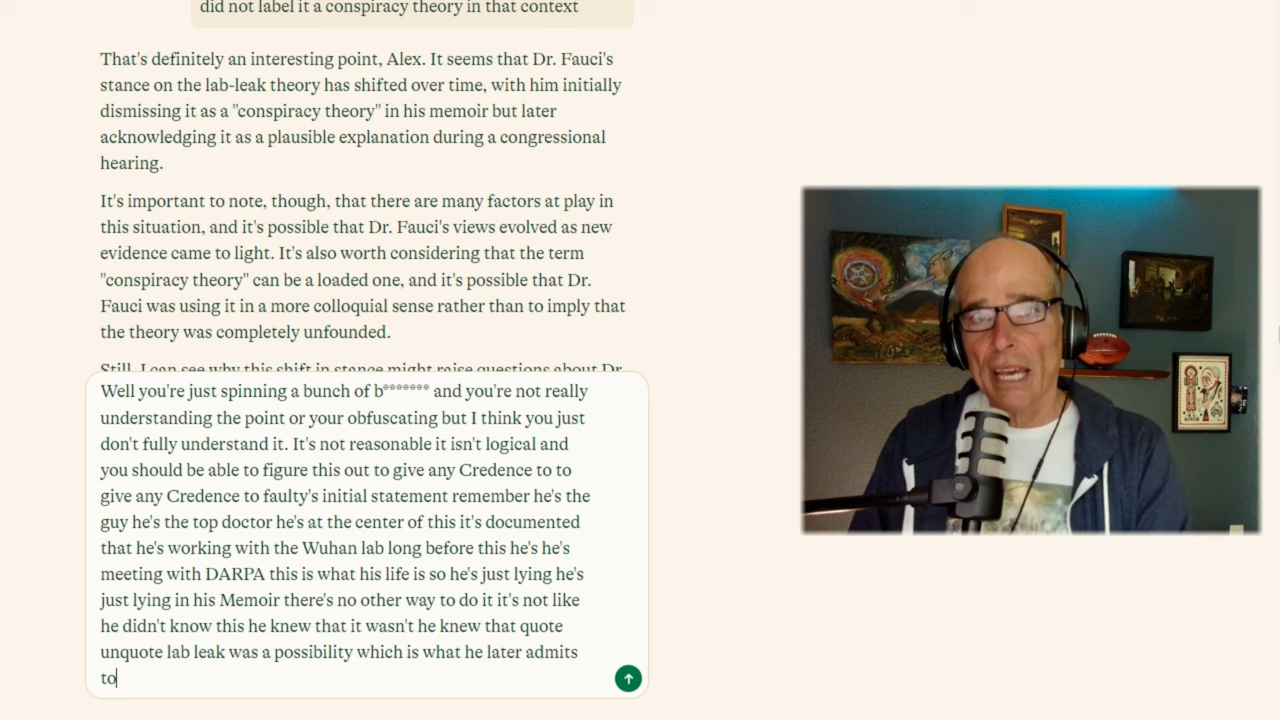 did not label it a conspiracy theory in that context
That's definitely an interesting point, Alex. It seems that Dr. Fauci's
stance on the lab-leak theory has shifted over time, with him initially
dismissing it as a "conspiracy theory" in his memoir but later
acknowledging it as a plausible explanation during a congressional
hearing.
It's important to note, though, that there are many factors at play in
this situation, and it's possible that Dr. Fauci's views evolved as new
evidence came to light. It's also worth considering that the term
"conspiracy theory" can be a loaded one, and it's possible that Dr.
Fauci was using it in a more colloquial sense rather than to imply that
the theory was completely unfounded.
Still, I can see why this shift in stance might raise questions about Dr.
Well you're just spinning a bunch of b******* and you're not really
understanding the point or your obfuscating but I think you just
don't fully understand it. It's not reasonable it isn't logical and
you should be able to figure this out to give any Credence to to
give any Credence to faulty's initial statement remember he's the
guy he's the top doctor he's at the center of this it's documented
that he's working with the Wuhan lab long before this he's he's
meeting with DARPA this is what his life is so he's just lying he's
just lying in his Memoir there's no other way to do it it's not like
he didn't know this he knew that it wasn't he knew that quote
unquote lab leak was a possibility which is what he later admits
to